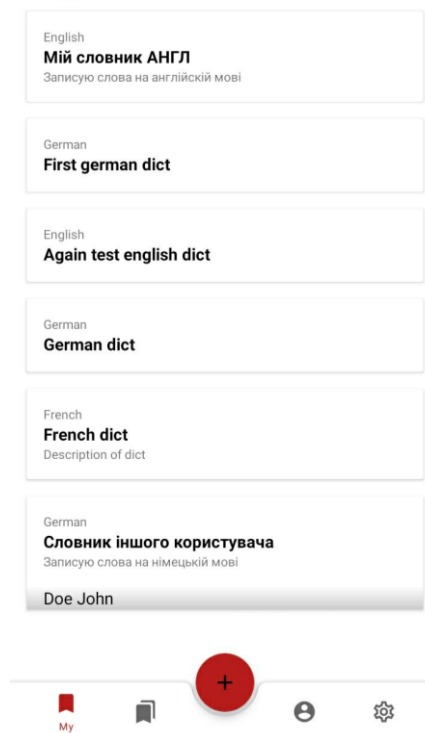 English
Мій словник АНГЛ
Записую слова на англійскій мові
German
First german dict
English
Again test english dict
German
German dict
French
French dict
Description of dict
German
Словник іншого користувача
Записую слова на німецькій мові
Doe John
+
My